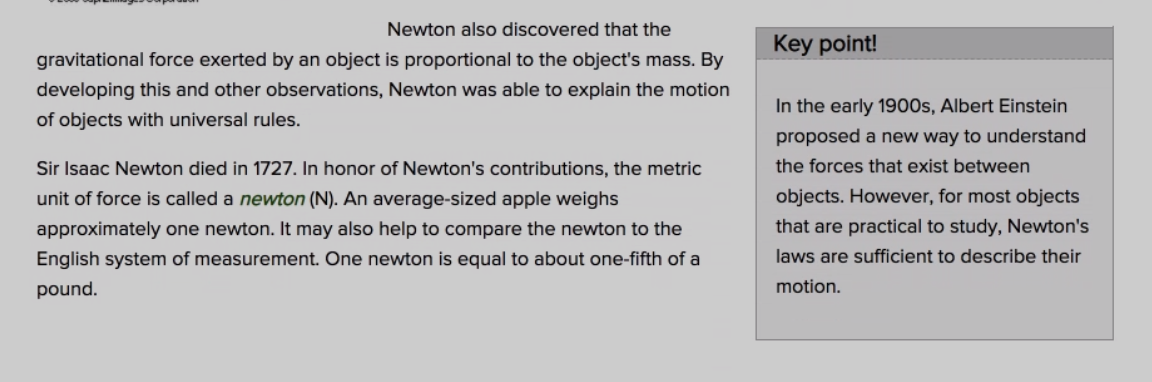 Newton also discovered that the
gravitational force exerted by an object is proportional to the object's mass. By
developing this and other observations, Newton was able to explain the motion
of objects with universal rules.
Sir Isaac Newton died in 1727. In honor of Newton's contributions, the metric
unit of force is called a newton (N). An average-sized apple weighs
approximately one newton. It may also help to compare the newton to the
English system of measurement. One newton is equal to about one-fifth of a
pound.
Key point!
In the early 1900s, Albert Einstein
proposed a new way to understand
the forces that exist between
objects. However, for most objects
that are practical to study, Newton's
laws are sufficient to describe their
motion.